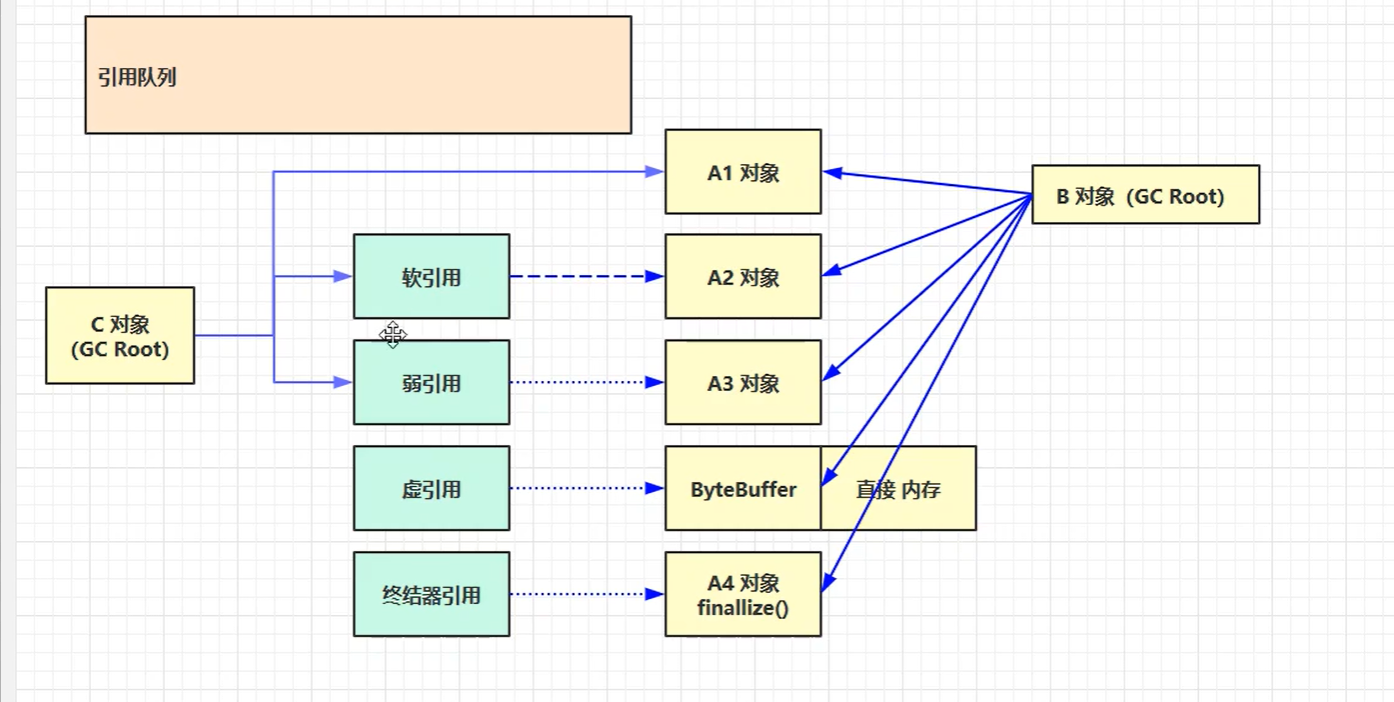 引用队列
A1 对象
B 对象（GC Root)
软引用
A2 对象
C 对象
(GC Root)
弱引用
A3 对象
虚引用
ByteBuffer
直接 内存
终结器引用
A4 对象
finallize()